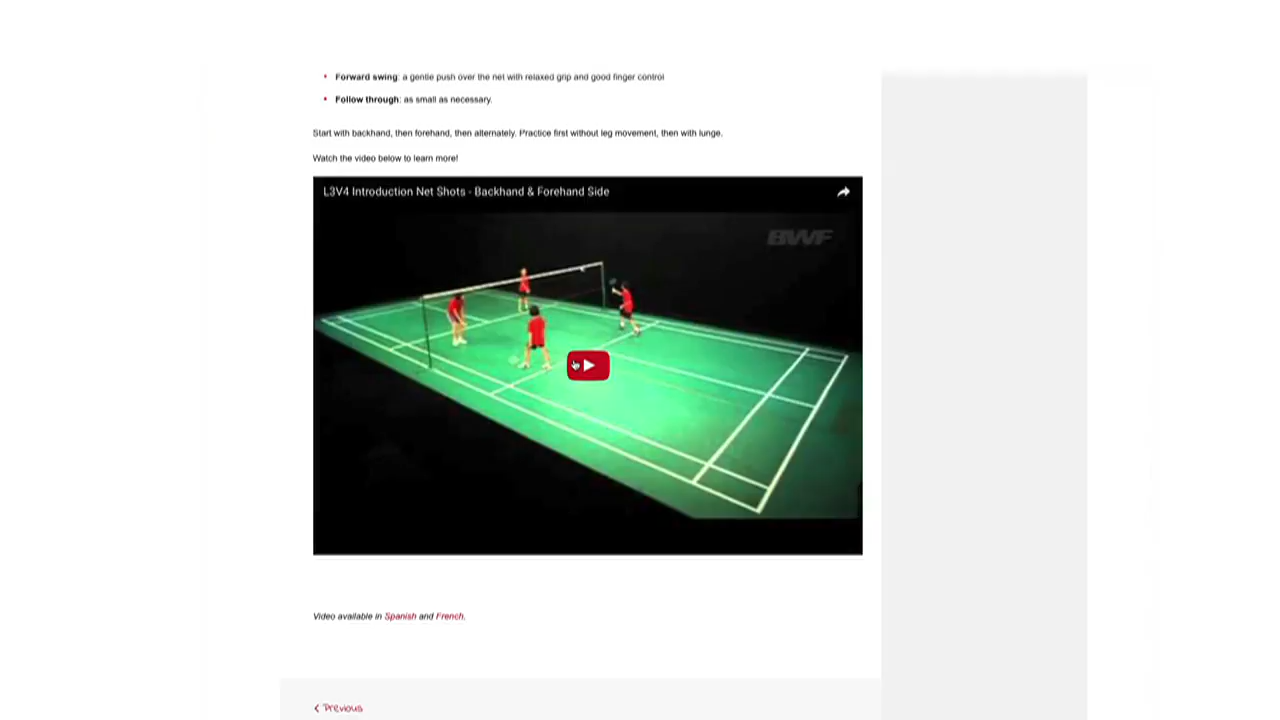 Forward swing: a gentle push over the net with relaxed grip and good finger control
Follow through: as small as necessary.
Start with backhand, then forehand, then alternately. Practice first without leg movement, then with lunge.
Watch the video below to learn more!
L3V4 Introduction Net Shots - Backhand & Forehand Side
BWF
Video available in Spanish and French.
< Previous